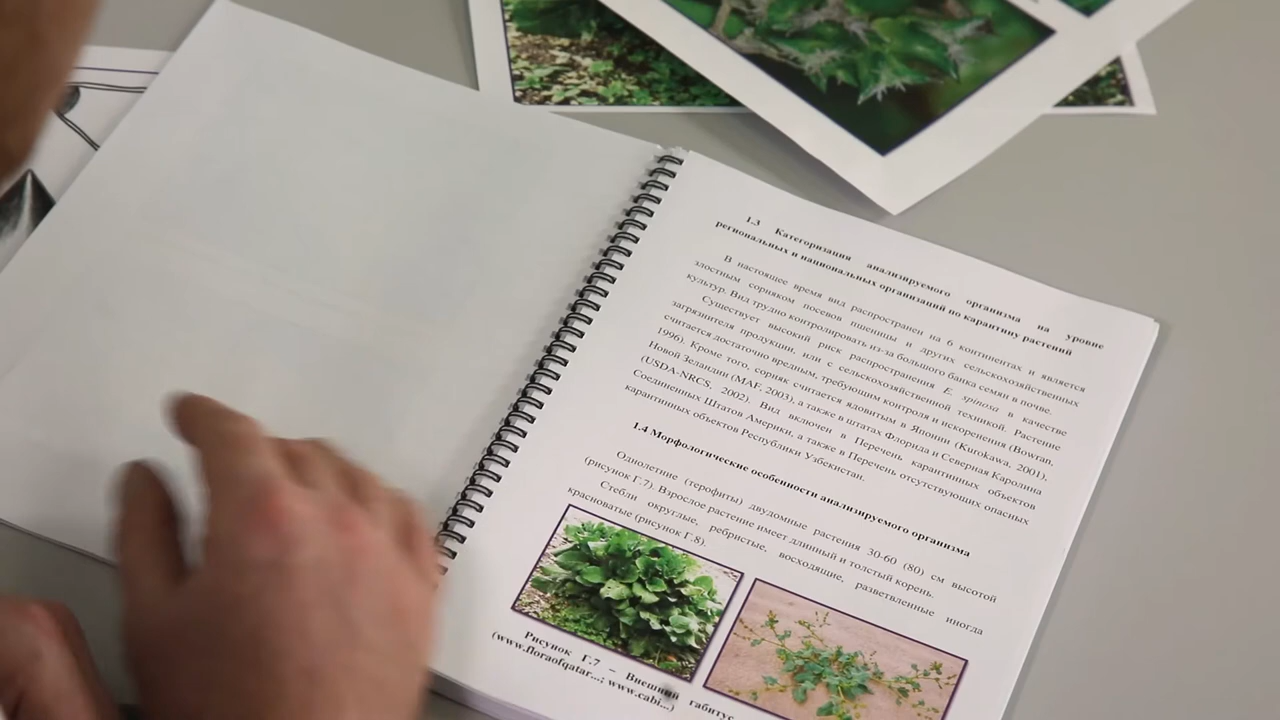 1.3 Категоризация анализируемого организма на уровне
региональных и национальных организаций по карантину растений
В настоящее время вид распространен на 6 континентах и является
злостным сорняком посевов пшеницы и других сельскохозяйственных
культур. Вид трудно контролировать из-за большого банка семян в почве.
Существует высокий риск распространения E. spinosa в качестве
загрязнителя продукции, или с сельскохозяйственной техникой. Растение
считается достаточно вредным, требующим контроля и искоренения (Bowran,
1996). Кроме того, сорняк считается ядовитым в Японии (Kurokawa, 2001),
Новой Зеландии (MAF, 2003), а также в штатах Флорида и Северная Каролина
(USDA-NRCS, 2002). Вид включен в Перечень карантинных объектов
Соединенных Штатов Америки, а также в Перечень отсутствующих опасных
карантинных объектов Республики Узбекистан.
1.4 Морфологические особенности анализируемого организма
Однолетние (терофиты) двудомные растения 30-60 (80) см высотой
(рисунок Г.7). Взрослое растение имеет длинный и толстый корень.
Стебли округлые, ребристые, восходящие, разветвленные иногда
красноватые (рисунок Г.8).
Рисунок Г.7 – Внешний габитус
(www.floraofqatar...; www.cabi...)